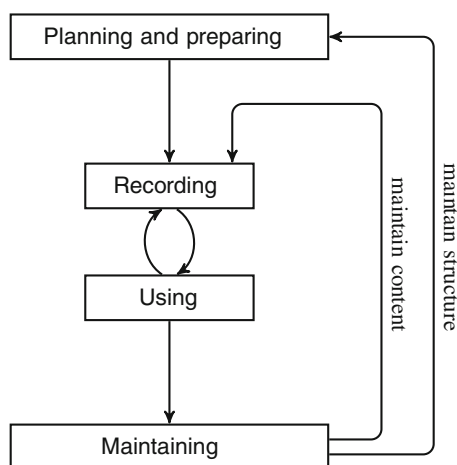 Planning and preparing
Recording
Using
Maintaining
maintain content
maintain structure